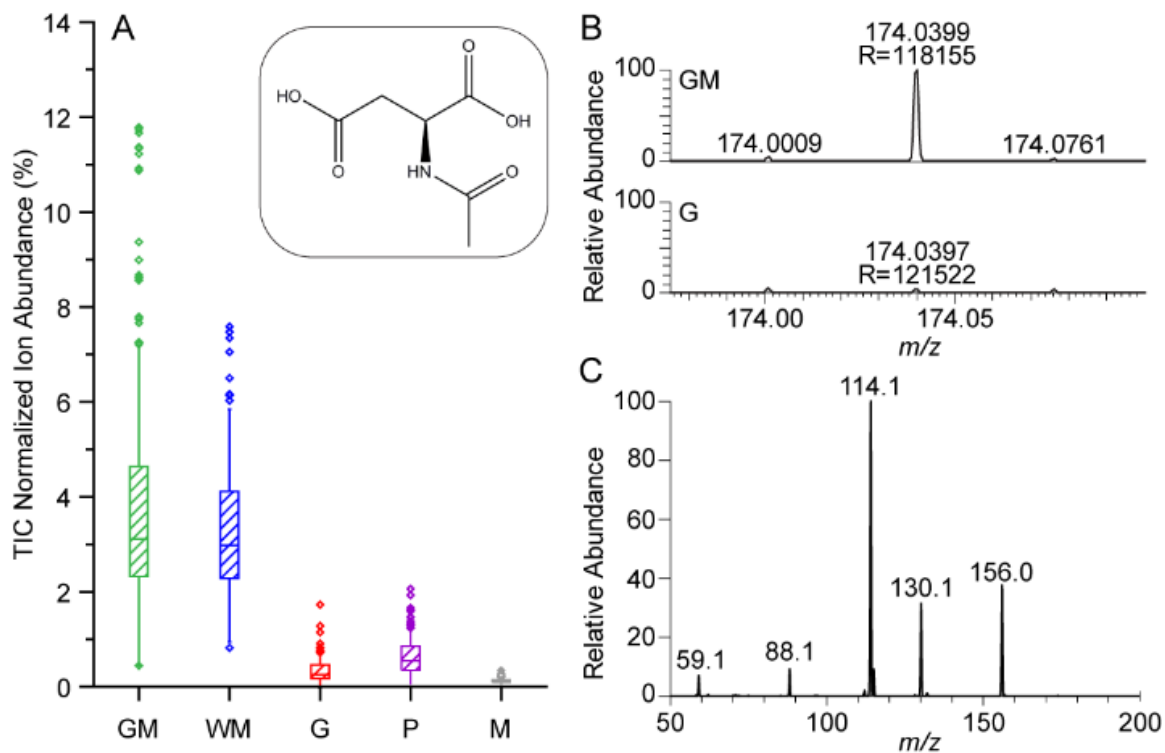 A
TIC Normalized Ion Abundance (%)
14
12
10
8
6
4
2
0
GM
WM
G
P
M
O
HO
O
OH
O
HN
O
B
Relative Abundance
100
0
GM
174.0399
R=118155
174.0009
174.0761
100
0
G
174.0397
R=121522
174.00
174.05
m/z
C
Relative Abundance
100
80
60
40
20
0
59.1
88.1
114.1
130.1
156.0
50
100
150
200
m/z